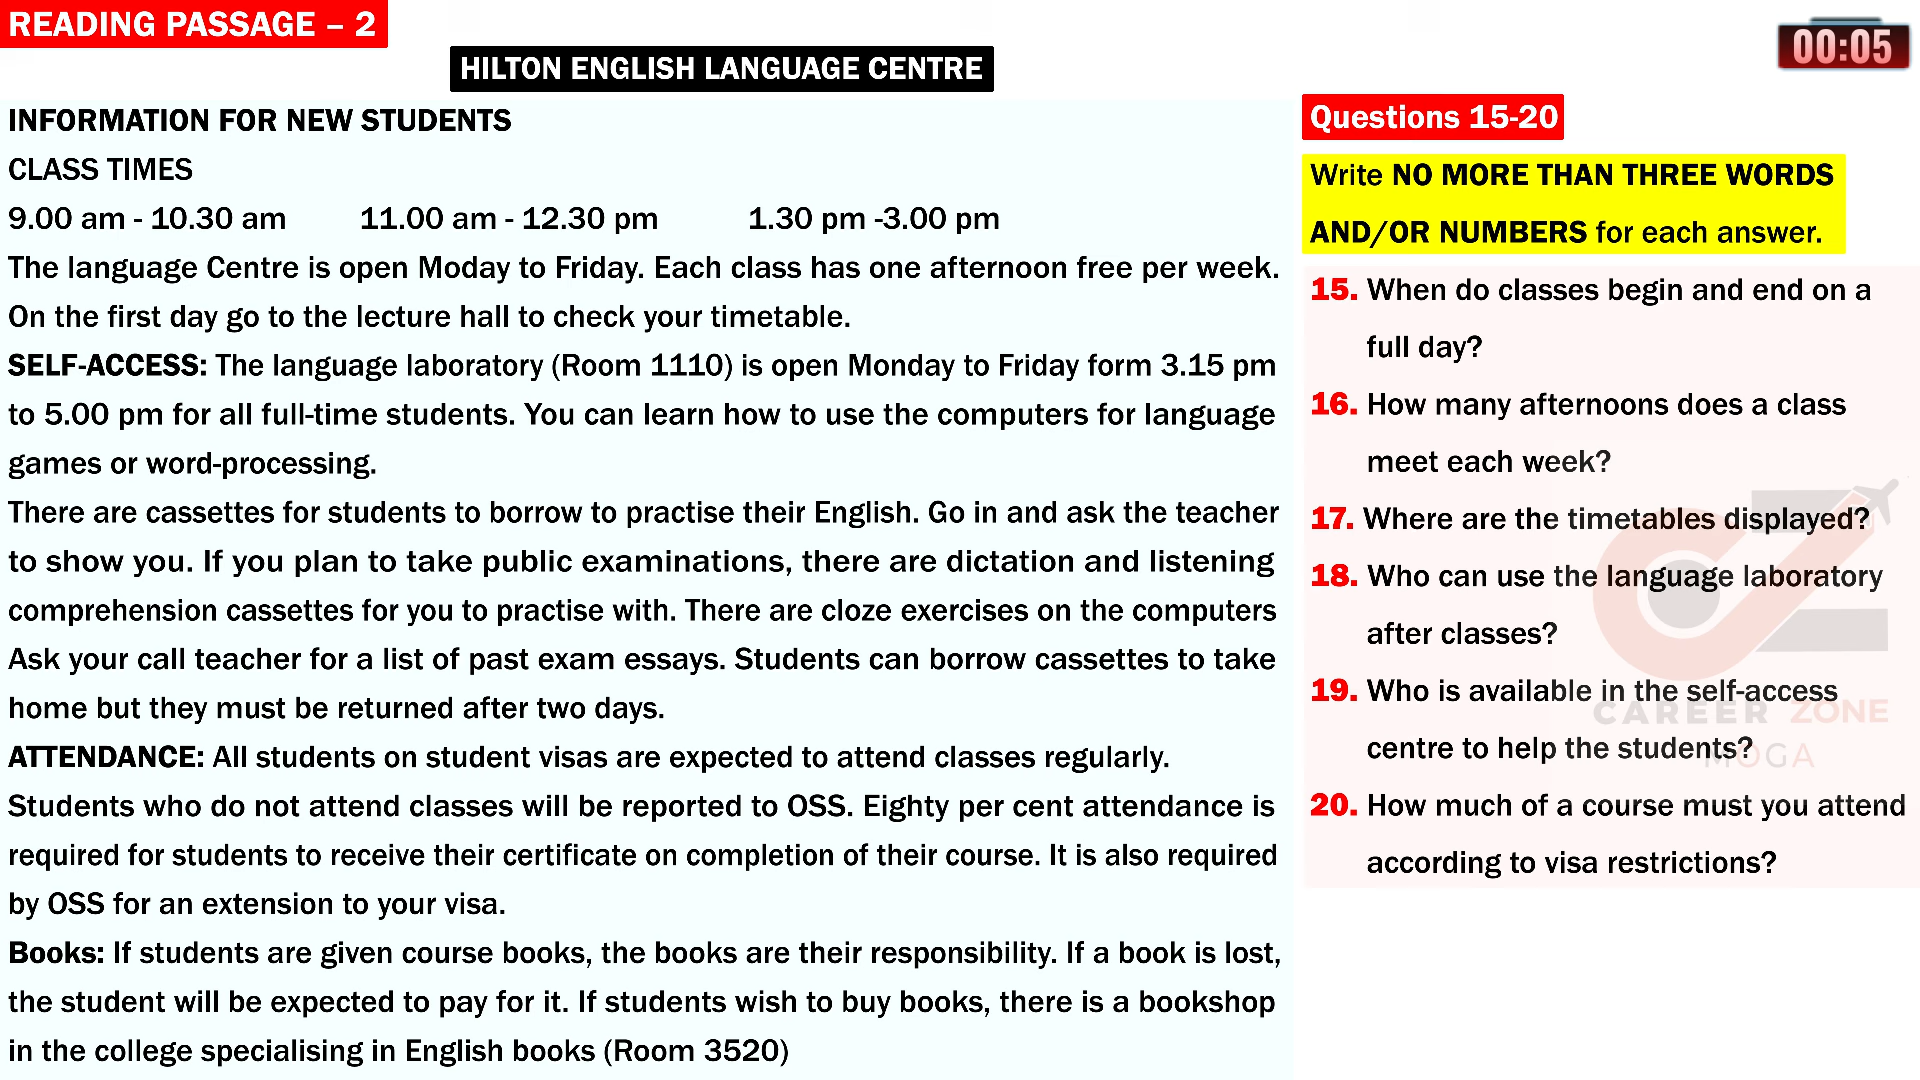 READING PASSAGE – 2
00:05
HILTON ENGLISH LANGUAGE CENTRE
INFORMATION FOR NEW STUDENTS
CLASS TIMES
9.00 am - 10.30 am 11.00 am - 12.30 pm 1.30 pm -3.00 pm
The language Centre is open Moday to Friday. Each class has one afternoon free per week.
On the first day go to the lecture hall to check your timetable.
SELF-ACCESS: The language laboratory (Room 1110) is open Monday to Friday form 3.15 pm
to 5.00 pm for all full-time students. You can learn how to use the computers for language
games or word-processing.
There are cassettes for students to borrow to practise their English. Go in and ask the teacher
to show you. If you plan to take public examinations, there are dictation and listening
comprehension cassettes for you to practise with. There are cloze exercises on the computers
Ask your call teacher for a list of past exam essays. Students can borrow cassettes to take
home but they must be returned after two days.
ATTENDANCE: All students on student visas are expected to attend classes regularly.
Students who do not attend classes will be reported to OSS. Eighty per cent attendance is
required for students to receive their certificate on completion of their course. It is also required
by OSS for an extension to your visa.
Books: If students are given course books, the books are their responsibility. If a book is lost,
the student will be expected to pay for it. If students wish to buy books, there is a bookshop
in the college specialising in English books (Room 3520)
Questions 15-20
Write NO MORE THAN THREE WORDS
AND/OR NUMBERS for each answer.
15. When do classes begin and end on a
full day?
16. How many afternoons does a class
meet each week?
17. Where are the timetables displayed?
18. Who can use the language laboratory
after classes?
19. Who is available in the self-access
centre to help the students?
20. How much of a course must you attend
according to visa restrictions?
CAREER ZONE
MOGA